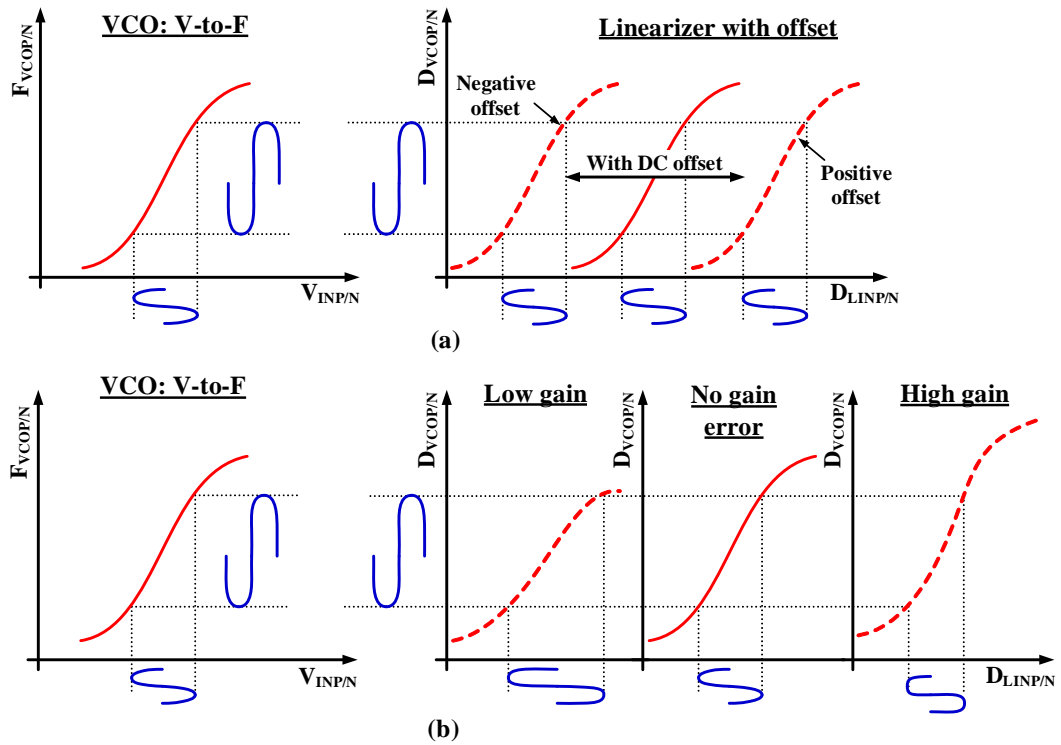 VCO: V-to-F
F_VCOP/N
V_INP/N
Linearizer with offset
D_VCOP/N
Negative
offset
With DC offset
Positive
offset
D_LINP/N
(a)
VCO: V-to-F
F_VCOP/N
V_INP/N
Low gain
D_VCOP/N
No gain
error
D_VCOP/N
High gain
D_VCOP/N
D_LINP/N
(b)